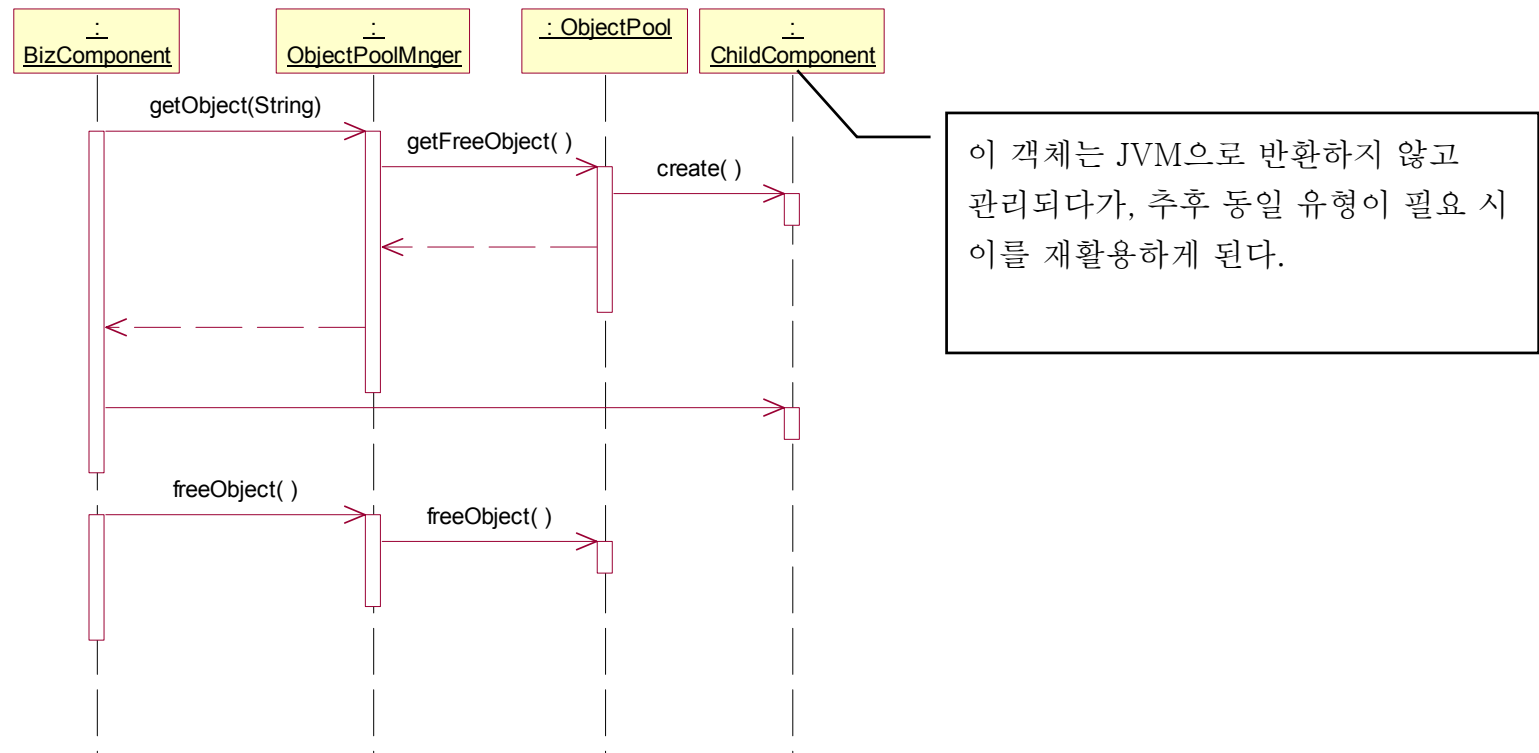 :
BizComponent
:
ObjectPoolMnger
: ObjectPool
:
ChildComponent
getObject(String)
getFreeObject( )
create( )
이 객체는 JVM으로 반환하지 않고
관리되다가, 추후 동일 유형이 필요 시
이를 재활용하게 된다.
freeObject( )
freeObject( )